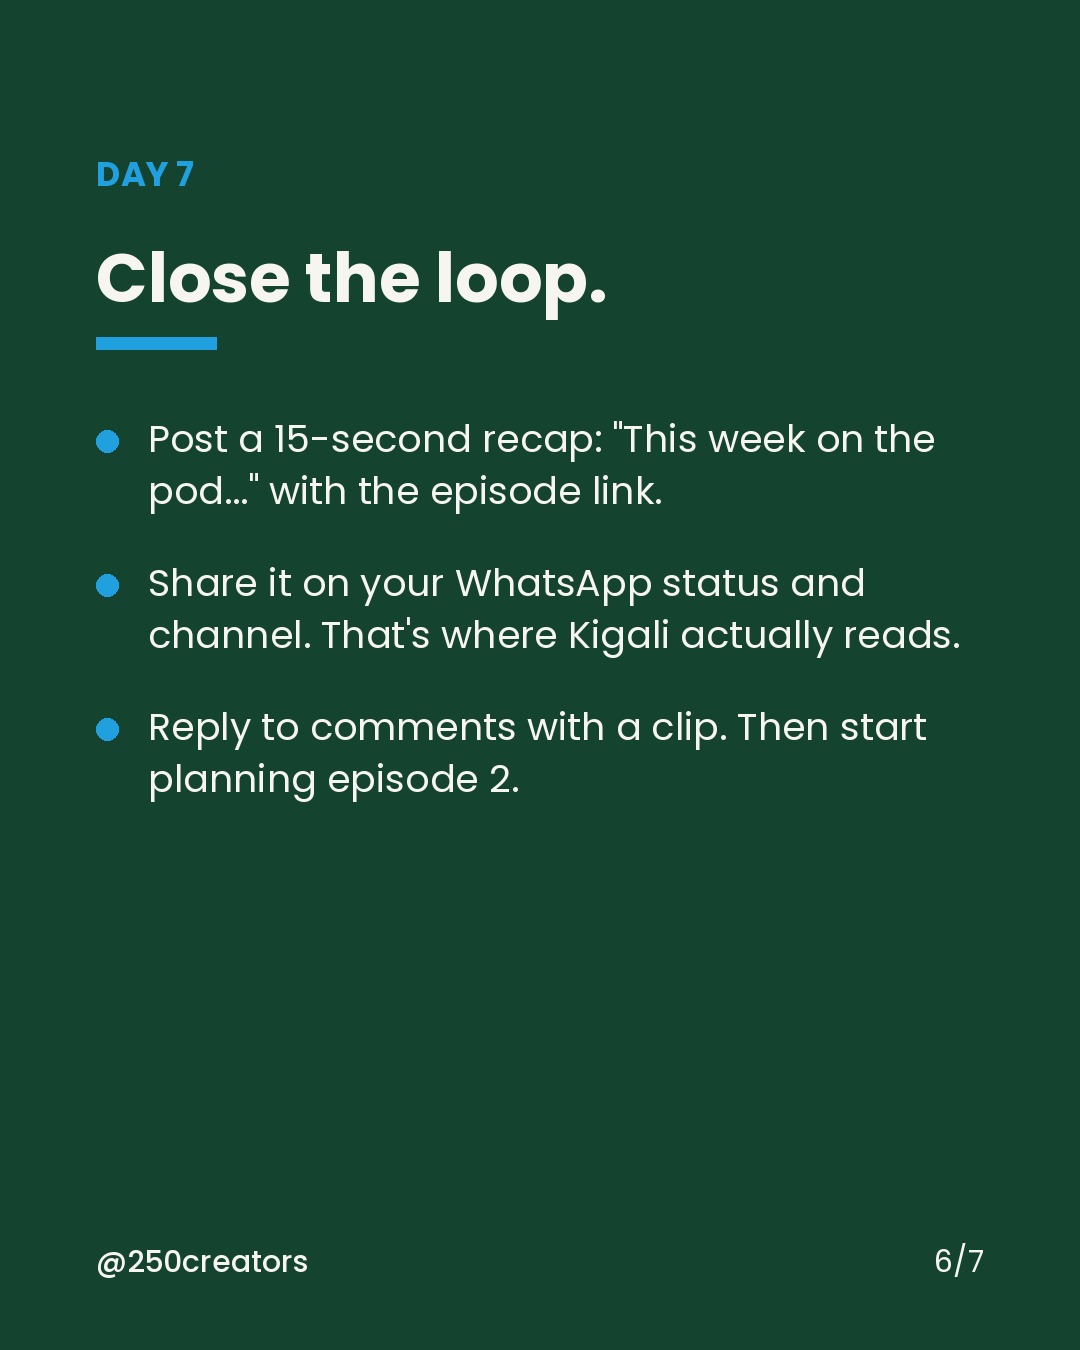 DAY 7
Close the loop.
Post a 15-second recap: "This week on the
pod..." with the episode link.
Share it on your WhatsApp status and
channel. That's where Kigali actually reads.
Reply to comments with a clip. Then start
planning episode 2.
@250creators
6/7